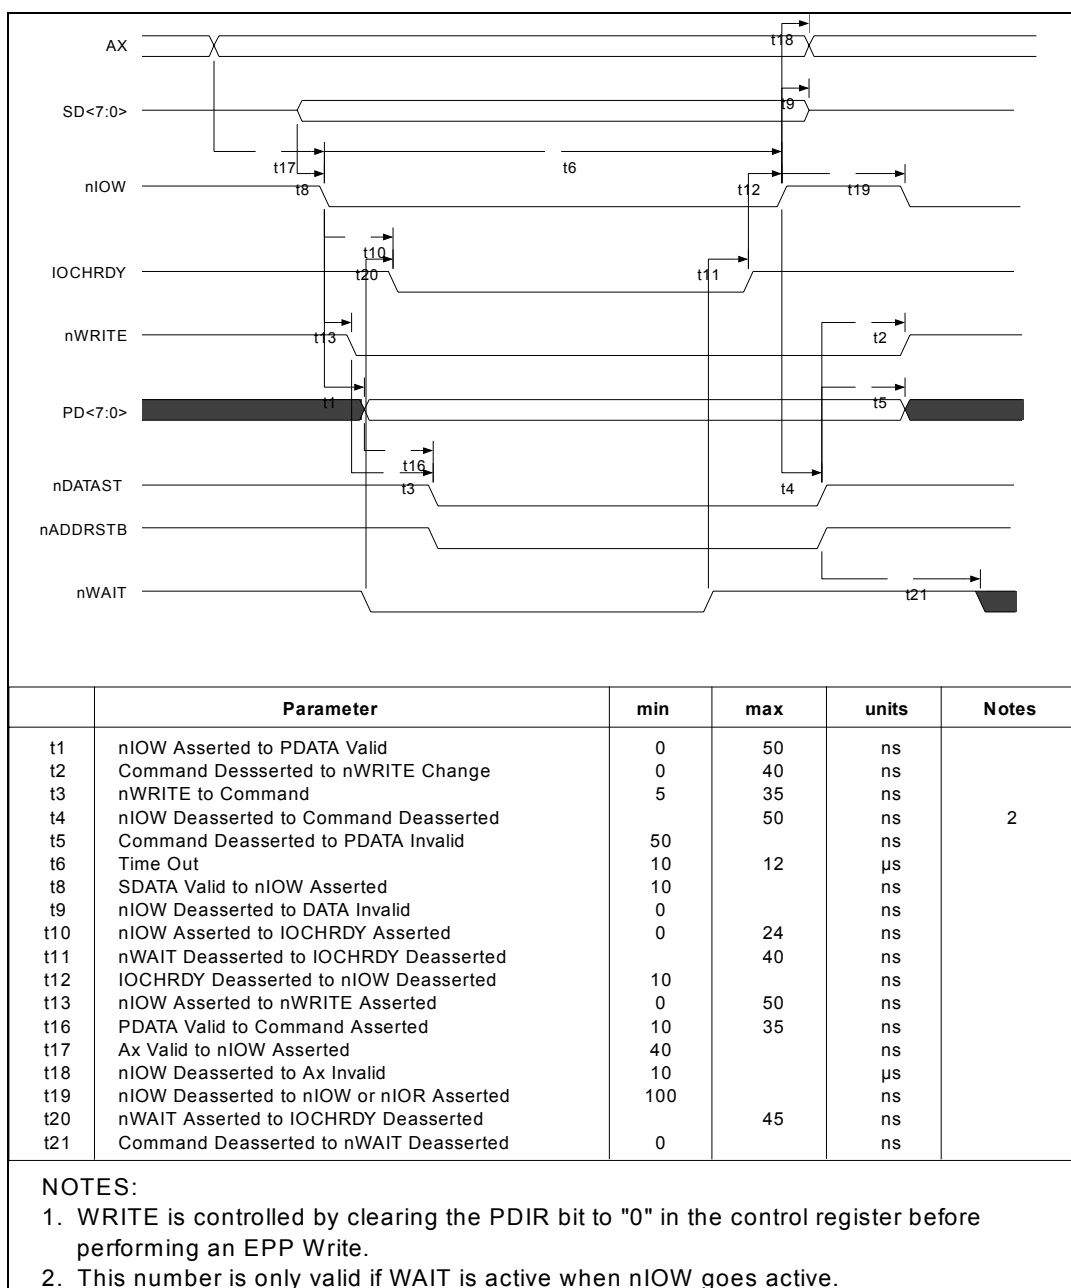 AX
t18
SD<7:0>
t9
t17
t6
nIOW
t8
t12
t19
t10
IOCHRDY
t20
t11
nWRITE
t13
t2
PD<7:0>
t1
t5
t16
nDATAST
t3
t4
nADDRSTB
nWAIT
t21
Parameter min max units Notes
t1 nIOW Asserted to PDATA Valid 0 50 ns
t2 Command Dessserted to nWRITE Change 0 40 ns
t3 nWRITE to Command 5 35 ns
t4 nIOW Deasserted to Command Deasserted 50 ns 2
t5 Command Deasserted to PDATA Invalid 50 ns
t6 Time Out 10 12 µs
t8 SDATA Valid to nIOW Asserted 10 ns
t9 nIOW Deasserted to DATA Invalid 0 ns
t10 nIOW Asserted to IOCHRDY Asserted 0 24 ns
t11 nWAIT Deasserted to IOCHRDY Deasserted 40 ns
t12 IOCHRDY Deasserted to nIOW Deasserted 10 ns
t13 nIOW Asserted to nWRITE Asserted 0 50 ns
t16 PDATA Valid to Command Asserted 10 35 ns
t17 Ax Valid to nIOW Asserted 40 ns
t18 nIOW Deasserted to Ax Invalid 10 µs
t19 nIOW Deasserted to nIOW or nIOR Asserted 100 ns
t20 nWAIT Asserted to IOCHRDY Deasserted 45 ns
t21 Command Deasserted to nWAIT Deasserted 0 ns
NOTES:
1. WRITE is controlled by clearing the PDIR bit to "0" in the control register before
performing an EPP Write.
2. This number is only valid if WAIT is active when nIOW goes active.